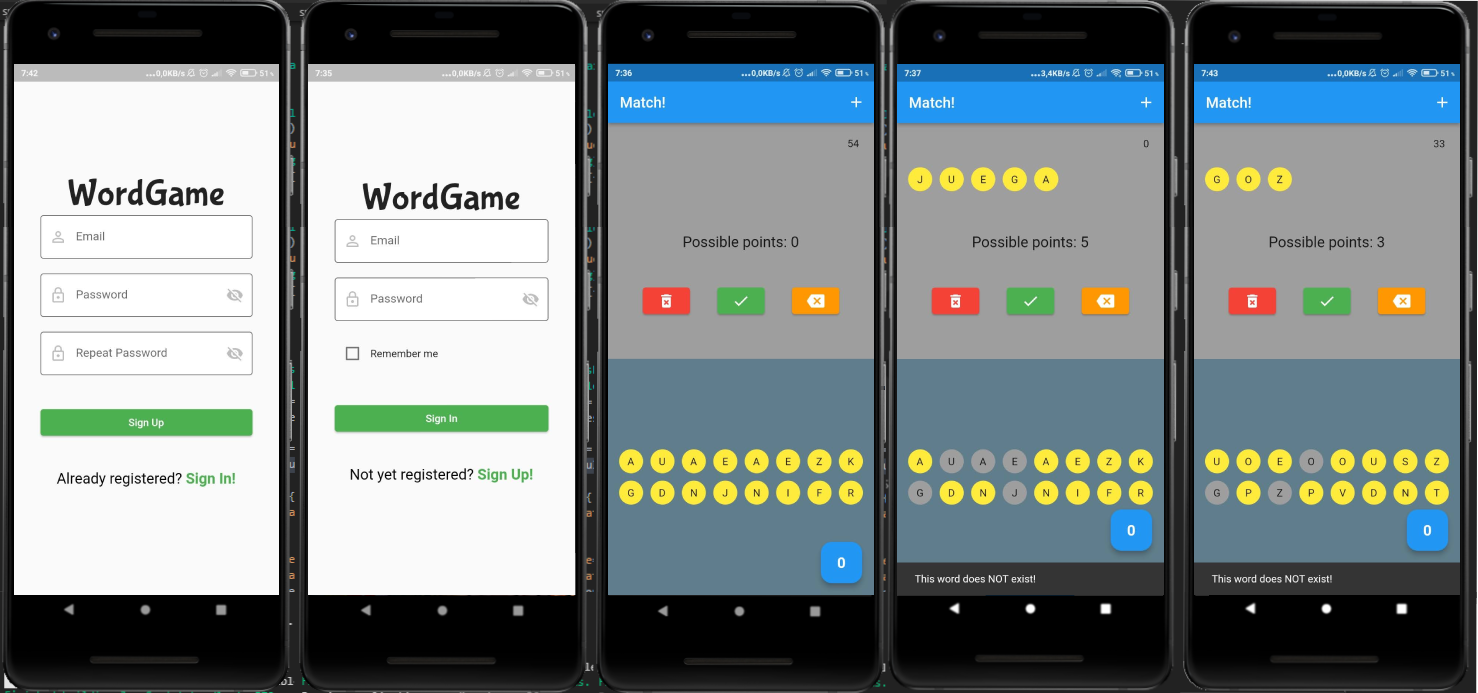 7:42 ...0,0KB/s 51
WordGame
Email
Password
Repeat Password
Sign Up
Already registered? Sign In!
7:35 ...0,0KB/s 51
WordGame
Email
Password
Remember me
Sign In
Not yet registered? Sign Up!
7:36 ...0,0KB/s 51
Match! +
54
Possible points: 0
A U A E A E Z K
G D N J N I F R
0
7:37 ...3,4KB/s 51
Match! +
0
J U E G A
Possible points: 5
A U A E A E Z K
G D N J N I F R
0
This word does NOT exist!
7:43 ...0,0KB/s 51
Match! +
33
G O Z
Possible points: 3
U O E O O U S Z
G P Z P V D N T
0
This word does NOT exist!